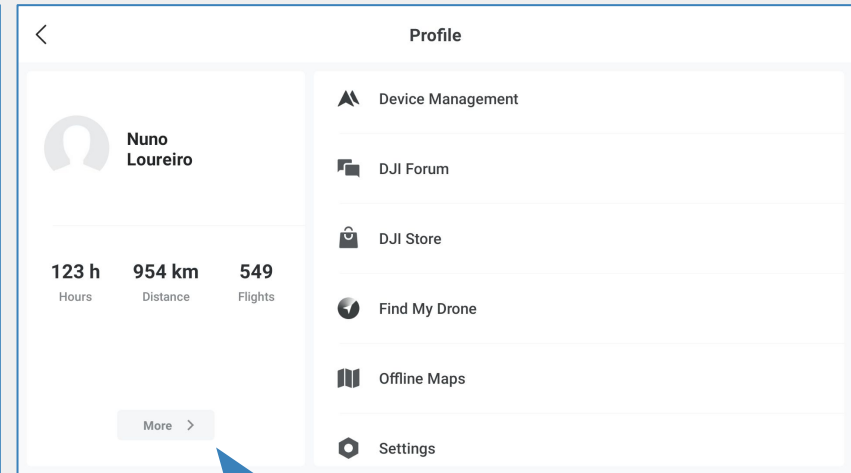 Profile
Nuno
Loureiro
123 h
954 km
549
Hours
Distance
Flights
More
Device Management
DJI Forum
DJI Store
Find My Drone
Offline Maps
Settings